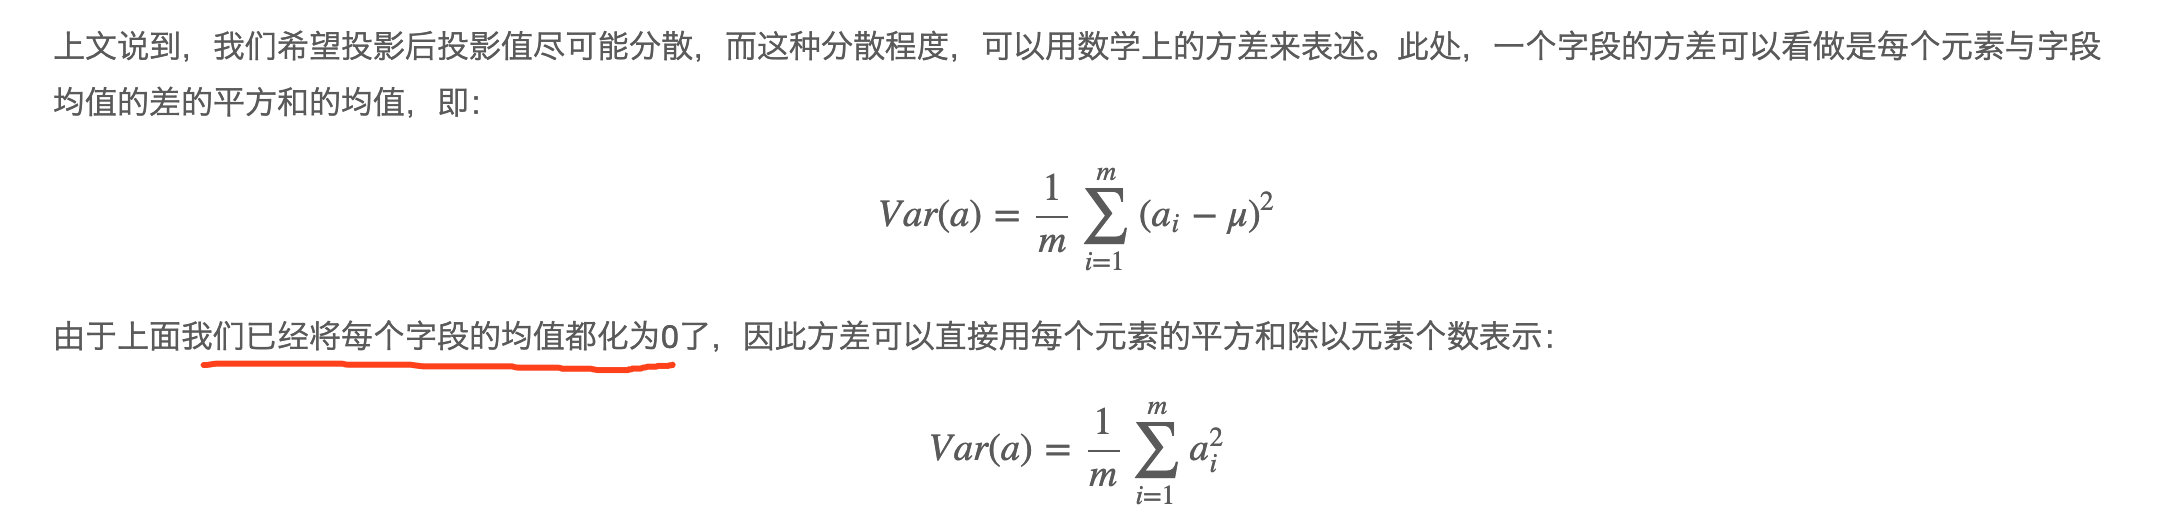 上文说到，我们希望投影后投影值尽可能分散，而这种分散程度，可以用数学上的方差来表述。此处，一个字段的方差可以看做是每个元素与字段
均值的差的平方和的均值，即：
Var(a) = \frac{1}{m} \sum_{i=1}^{m} (a_i − μ)^2
由于上面我们已经将每个字段的均值都化为0了，因此方差可以直接用每个元素的平方和除以元素个数表示：
Var(a) = \frac{1}{m} \sum_{i=1}^{m} a_i^2